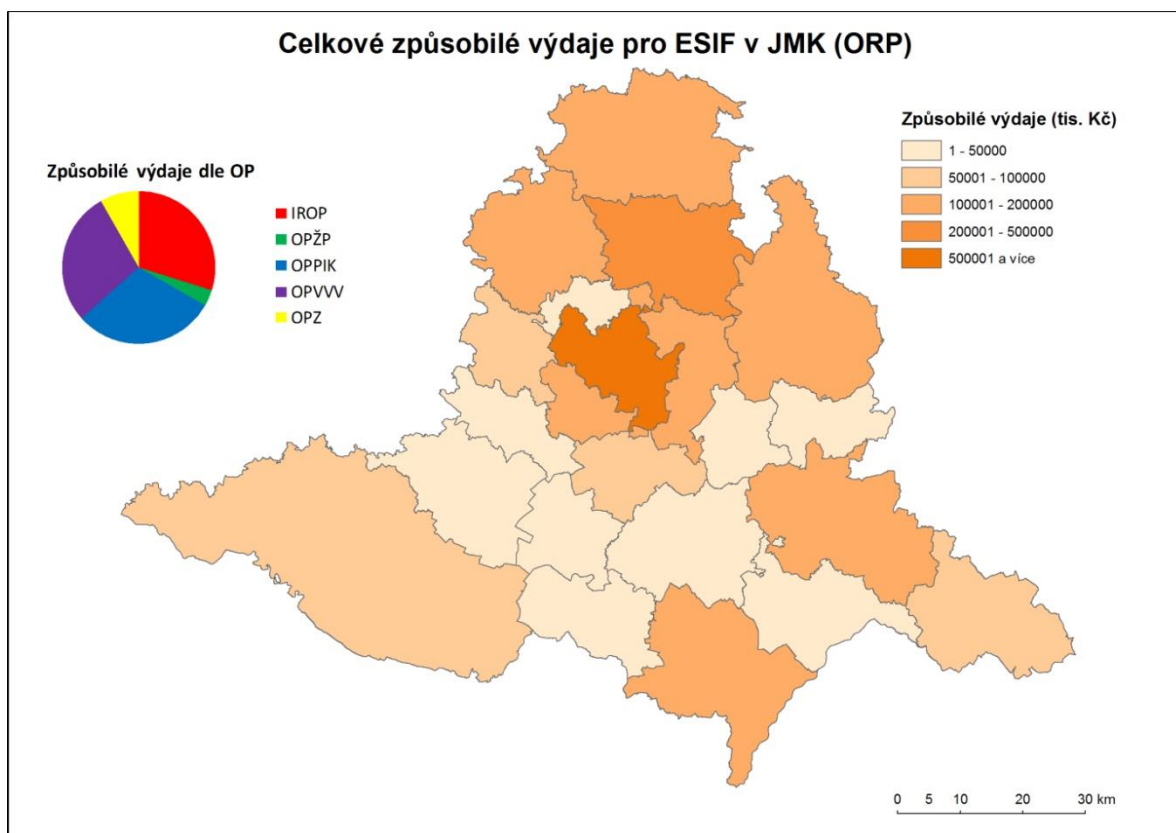 Celkové způsobilé výdaje pro ESIF v JMK (ORP)
Způsobilé výdaje dle OP
IROP
OPŽP
OPPIK
OPVVV
OPZ
Způsobilé výdaje (tis. Kč)
1 - 50000
50001 - 100000
100001 - 200000
200001 - 500000
500001 a více
0 5 10 20 30 km